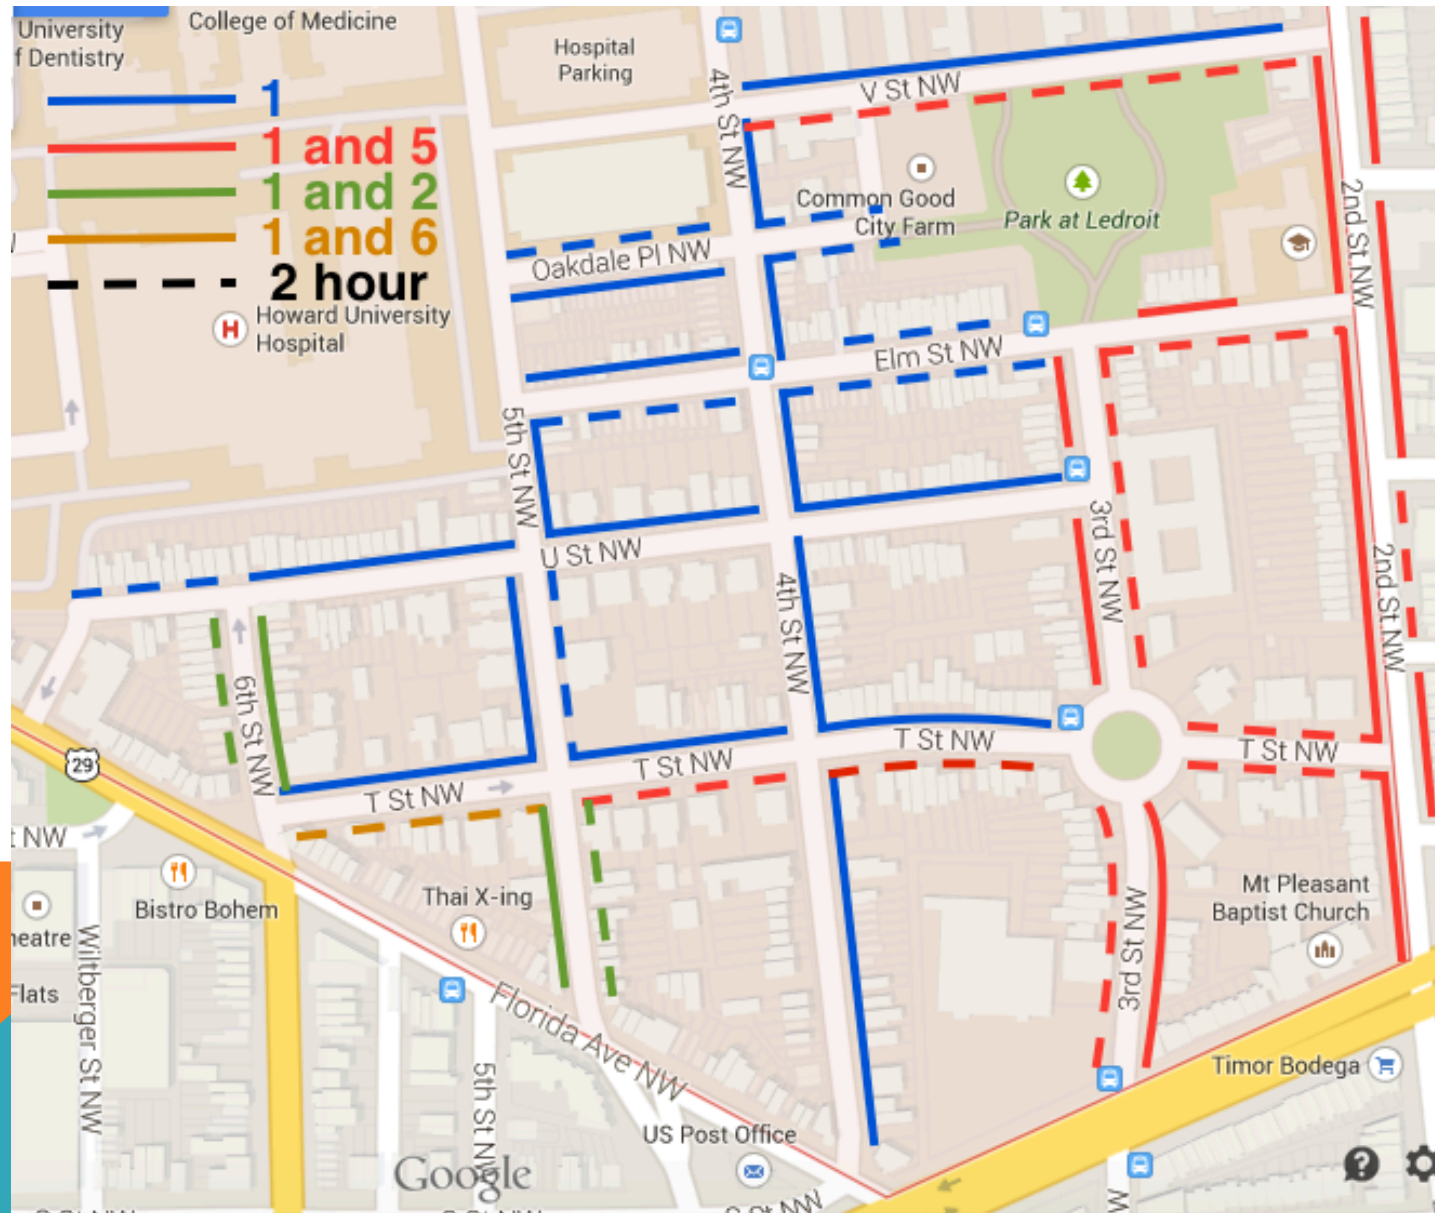 University
f Dentistry
College of Medicine
Hospital
Parking
1
1 and 5
1 and 2
1 and 6
2 hour
4th St NW
V St NW
Common Good
City Farm
Park at Ledroit
2nd St NW
Oakdale Pl NW
H
Howard University
Hospital
Elm St NW
5th St NW
U St NW
3rd St NW
4th St NW
2nd St NW
6th St NW
29
T St NW
T St NW
T St NW
T St NW
t NW
Bistro Bohem
Thai X-ing
Mt Pleasant
Baptist Church
heatre
Flats
Wiltberger St NW
Florida Ave NW
3rd St NW
5th St NW
Timor Bodega
US Post Office
Google